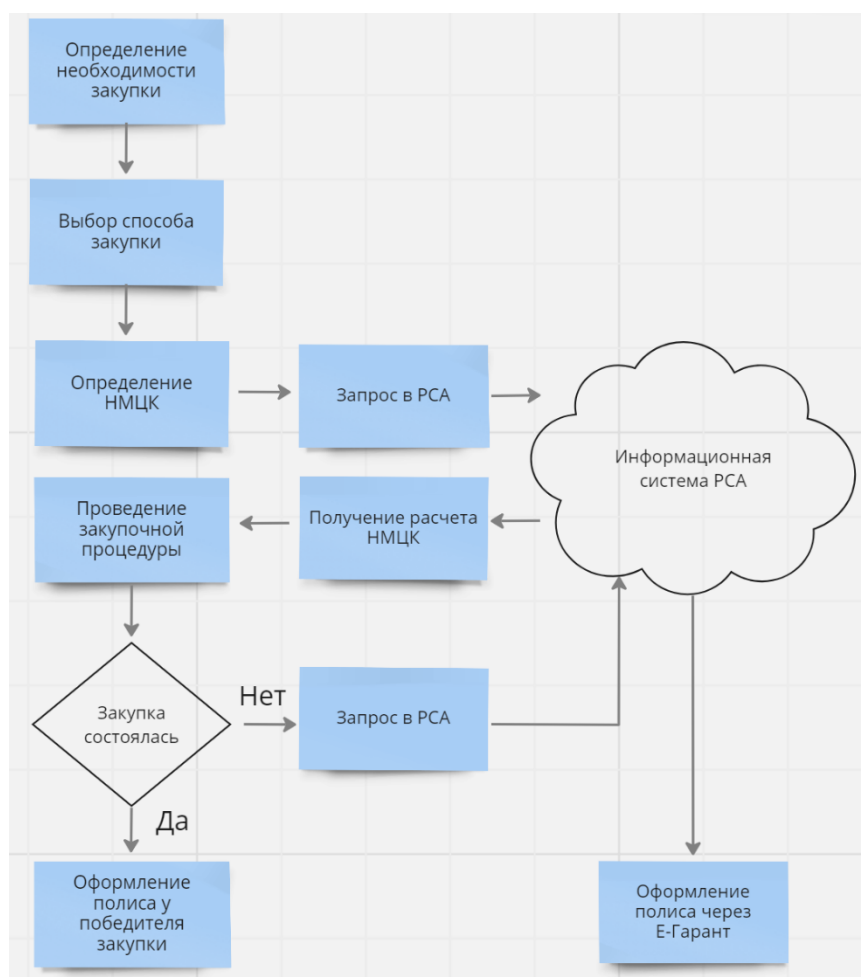 Определение
необходимости
закупки
Выбор способа
закупки
Определение
НМЦК
Запрос в РСА
Информационная
система РСА
Проведение
закупочной
процедуры
Получение расчета
НМЦК
Закупка
состоялась
Нет
Запрос в РСА
Да
Оформление
полиса у
победителя
закупки
Оформление
полиса через
Е-Гарант